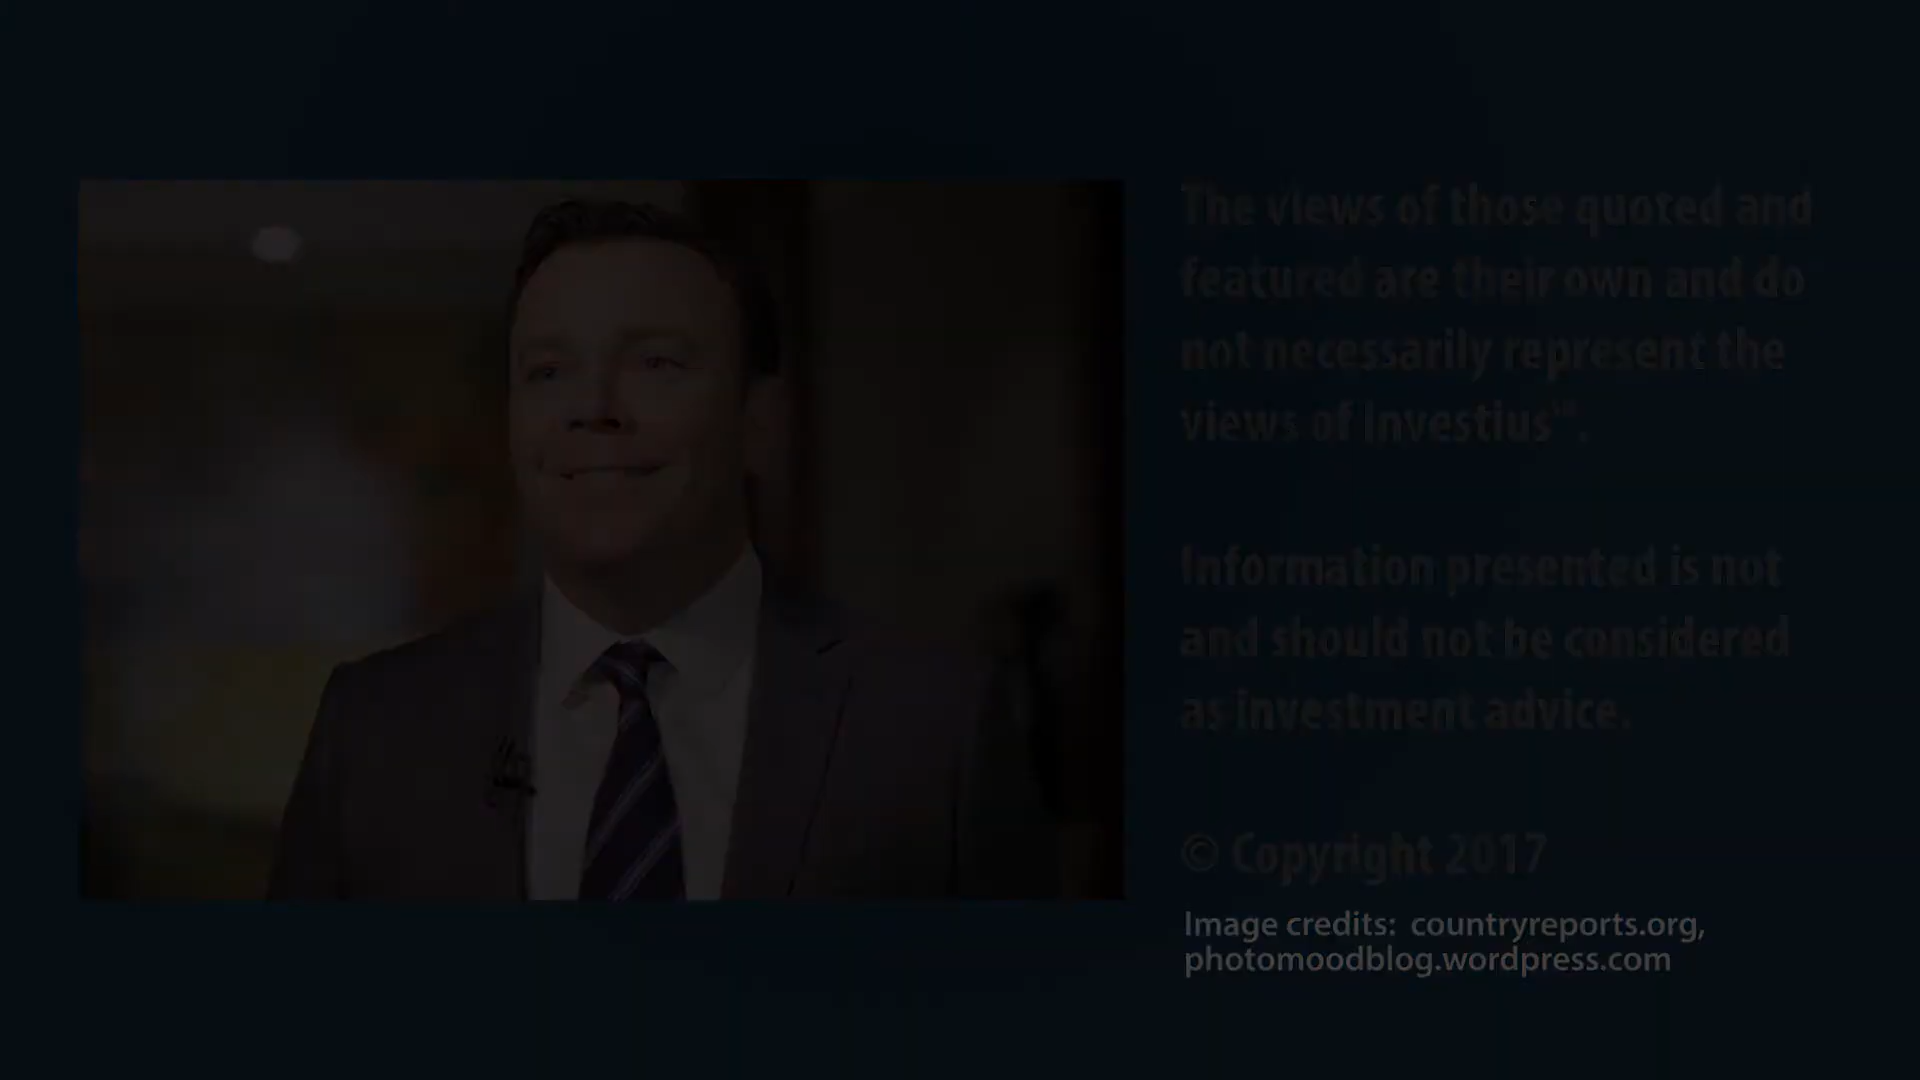 The views of those quoted and
featured are their own and do
not necessarily represent the
views of Investius℠.
Information presented is not
and should not be considered
as investment advice.
© Copyright 2017
Image credits: countryreports.org,
photomoodblog.wordpress.com